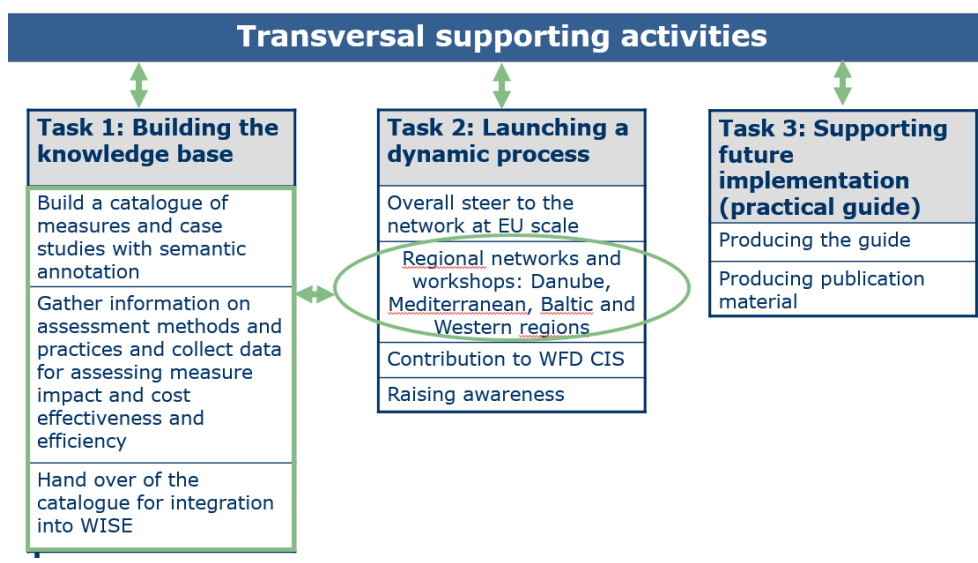 Transversal supporting activities
Task 1: Building the
knowledge base
Build a catalogue of
measures and case
studies with semantic
annotation
Gather information on
assessment methods and
practices and collect data
for assessing measure
impact and cost
effectiveness and
efficiency
Hand over of the
catalogue for integration
into WISE
Task 2: Launching a
dynamic process
Overall steer to the
network at EU scale
Regional networks and
workshops: Danube,
Mediterranean, Baltic and
Western regions
Contribution to WFD CIS
Raising awareness
Task 3: Supporting
future
implementation
(practical guide)
Producing the guide
Producing publication
material